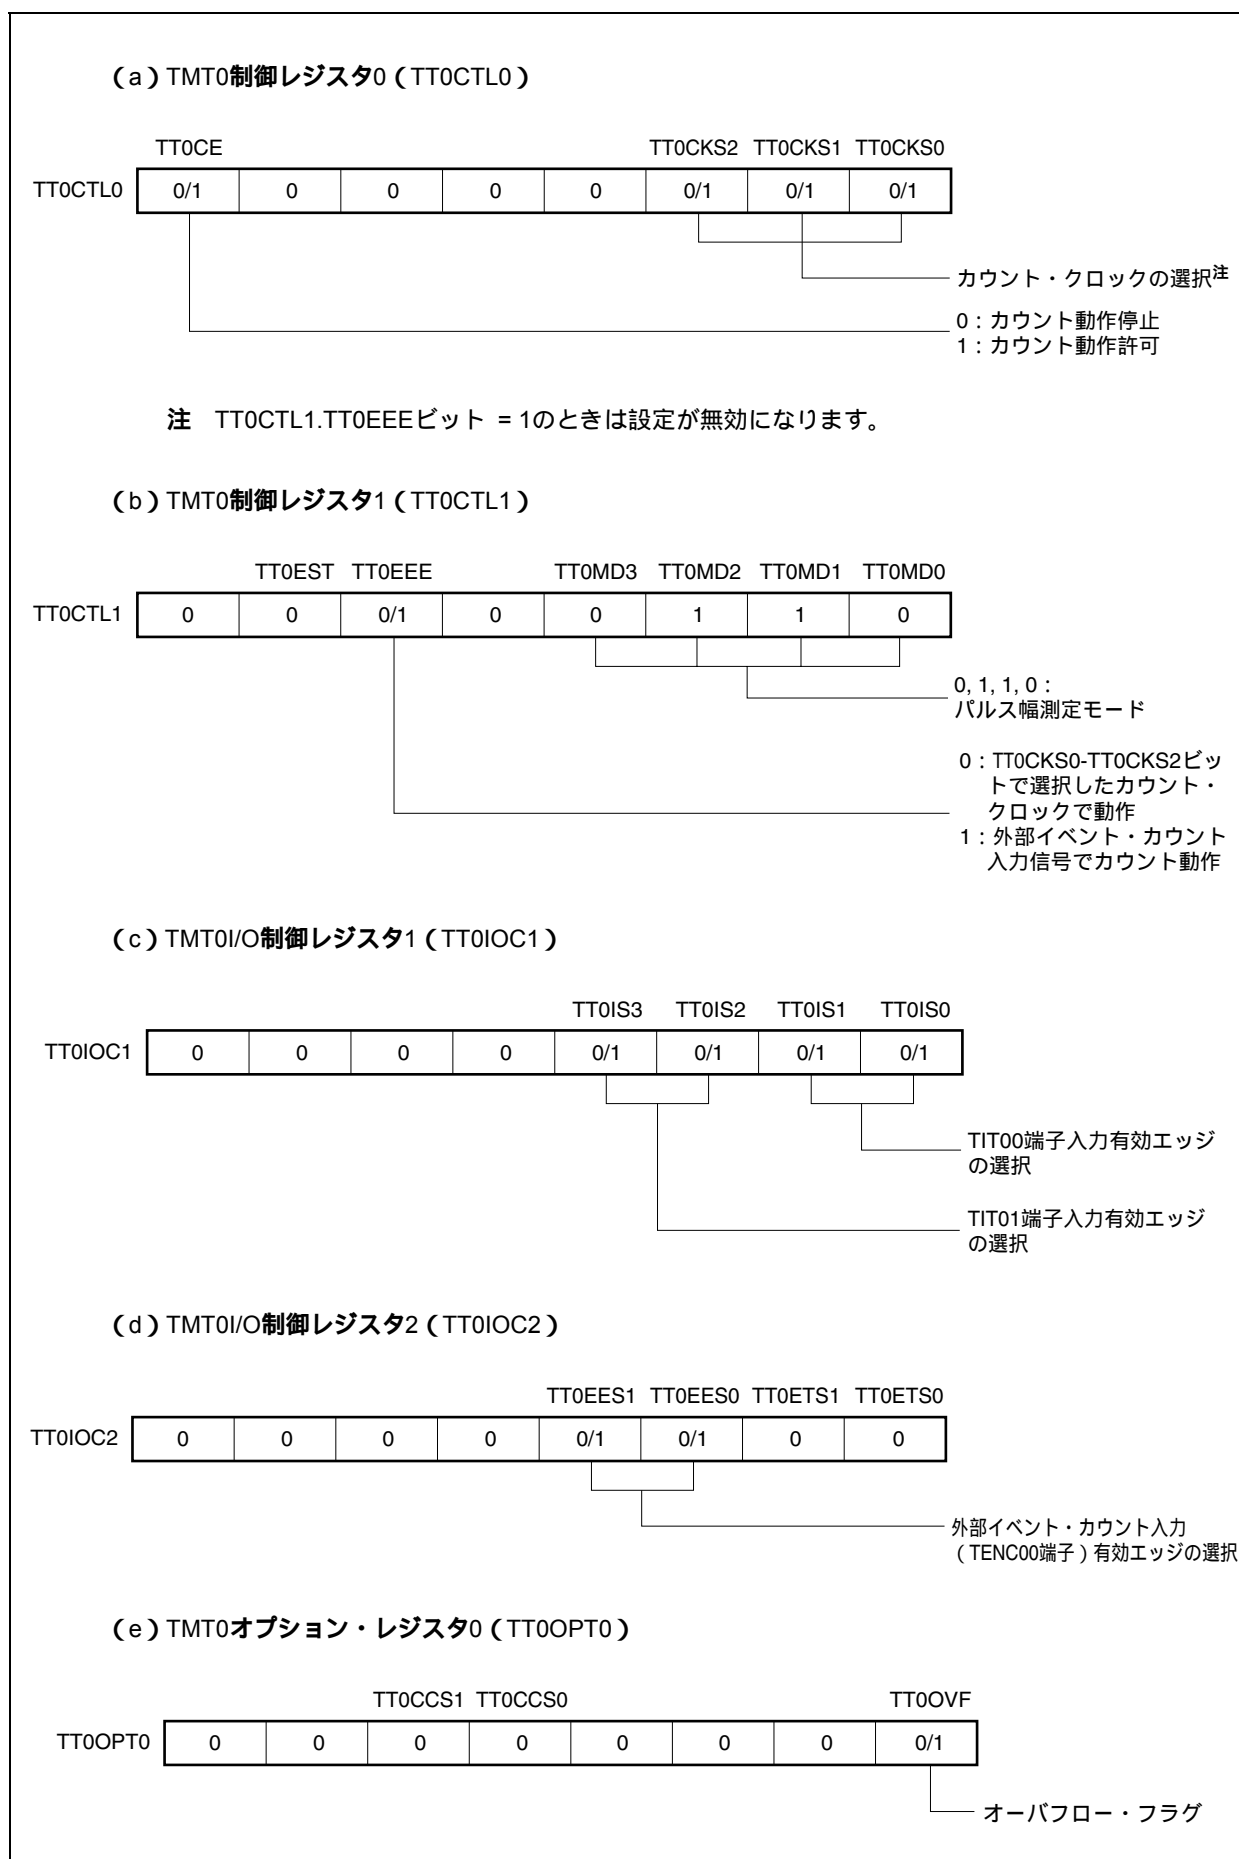 (a) TMT0制御レジスタ0(TT0CTL0)
TT0CE TT0CKS2 TT0CKS1 TT0CKS0
TT0CTL0 0/1 0 0 0 0 0/1 0/1 0/1
カウント・クロックの選択注
0:カウント動作停止
1:カウント動作許可
注 TT0CTL1.TT0EEEビット = 1のときは設定が無効になります。
(b) TMT0制御レジスタ1(TT0CTL1)
TT0EST TT0EEE TT0MD3 TT0MD2 TT0MD1 TT0MD0
TT0CTL1 0 0 0/1 0 0 1 1 0
0, 1, 1, 0:
パルス幅測定モード
0:TT0CKS0-TT0CKS2ビッ
トで選択したカウント・
クロックで動作
1:外部イベント・カウント
入力信号でカウント動作
(c) TMT0I/O制御レジスタ1(TT0IOC1)
TT0IS3 TT0IS2 TT0IS1 TT0IS0
TT0IOC1 0 0 0 0 0/1 0/1 0/1 0/1
TIT00端子入力有効エッジ
の選択
TIT01端子入力有効エッジ
の選択
(d) TMT0I/O制御レジスタ2(TT0IOC2)
TT0EES1 TT0EES0 TT0ETS1 TT0ETS0
TT0IOC2 0 0 0 0 0/1 0/1 0 0
外部イベント・カウント入力
(TENC00端子)有効エッジの選択
(e) TMT0オプション・レジスタ0(TT0OPT0)
TT0CCS1 TT0CCS0 TT0OVF
TT0OPT0 0 0 0 0 0 0 0 0/1
オーバフロー・フラグ